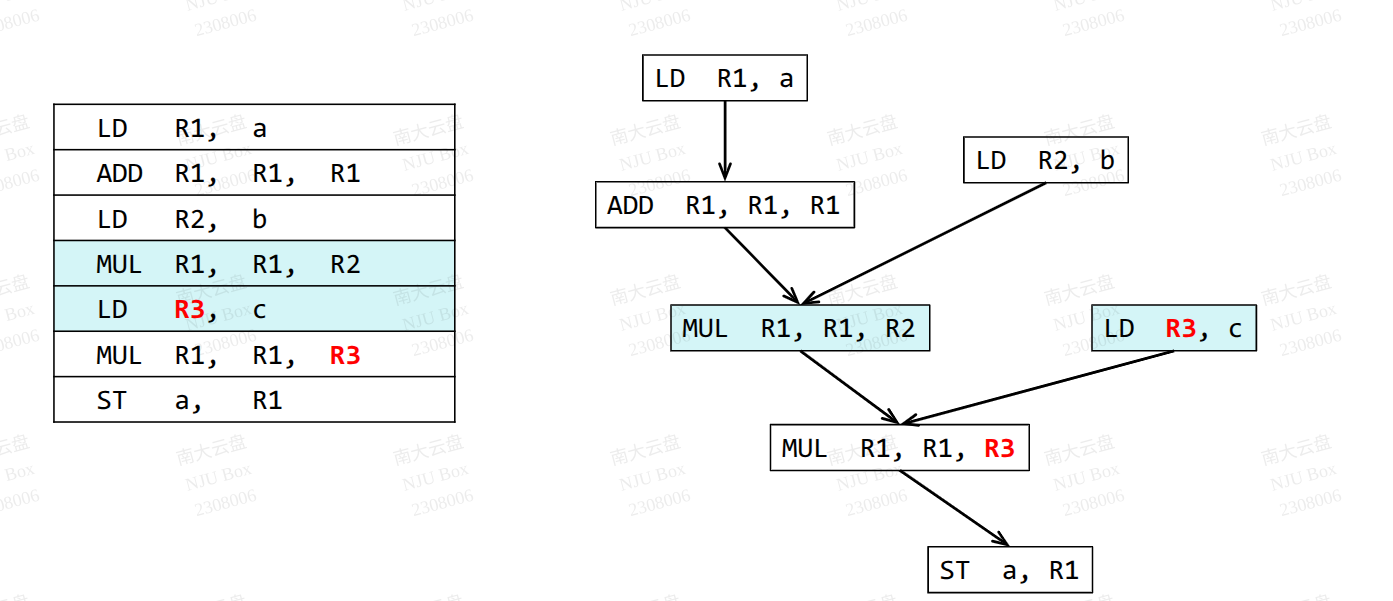 LD R1, a
ADD R1, R1, R1
LD R2, b
MUL R1, R1, R2
LD R3, c
MUL R1, R1, R3
ST a, R1
LD R1, a
LD R2, b
ADD R1, R1, R1
MUL R1, R1, R2
LD R3, c
MUL R1, R1, R3
ST a, R1
南大云盘
NJU Box
2308006